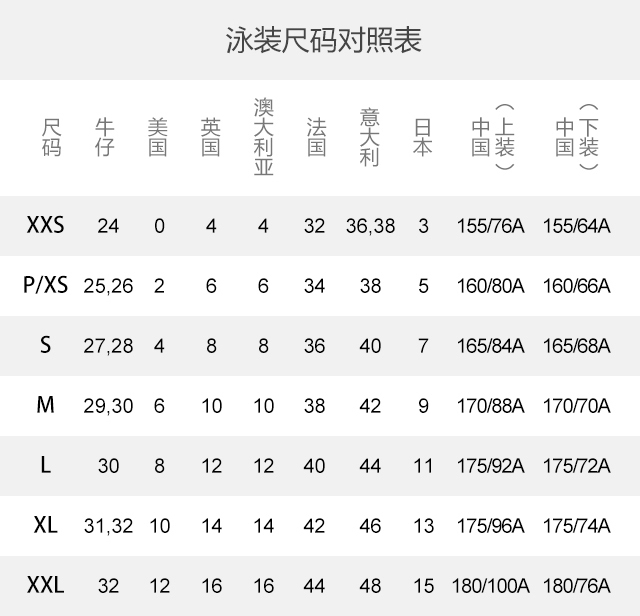 泳装尺码对照表
尺码 牛仔 美国 英国 澳大利亚 法国 意大利 日本 中国（上装） 中国（下装）
XXS 24 0 4 4 32 36,38 3 155/76A 155/64A
P/XS 25,26 2 6 6 34 38 5 160/80A 160/66A
S 27,28 4 8 8 36 40 7 165/84A 165/68A
M 29,30 6 10 10 38 42 9 170/88A 170/70A
L 30 8 12 12 40 44 11 175/92A 175/72A
XL 31,32 10 14 14 42 46 13 175/96A 175/74A
XXL 32 12 16 16 44 48 15 180/100A 180/76A